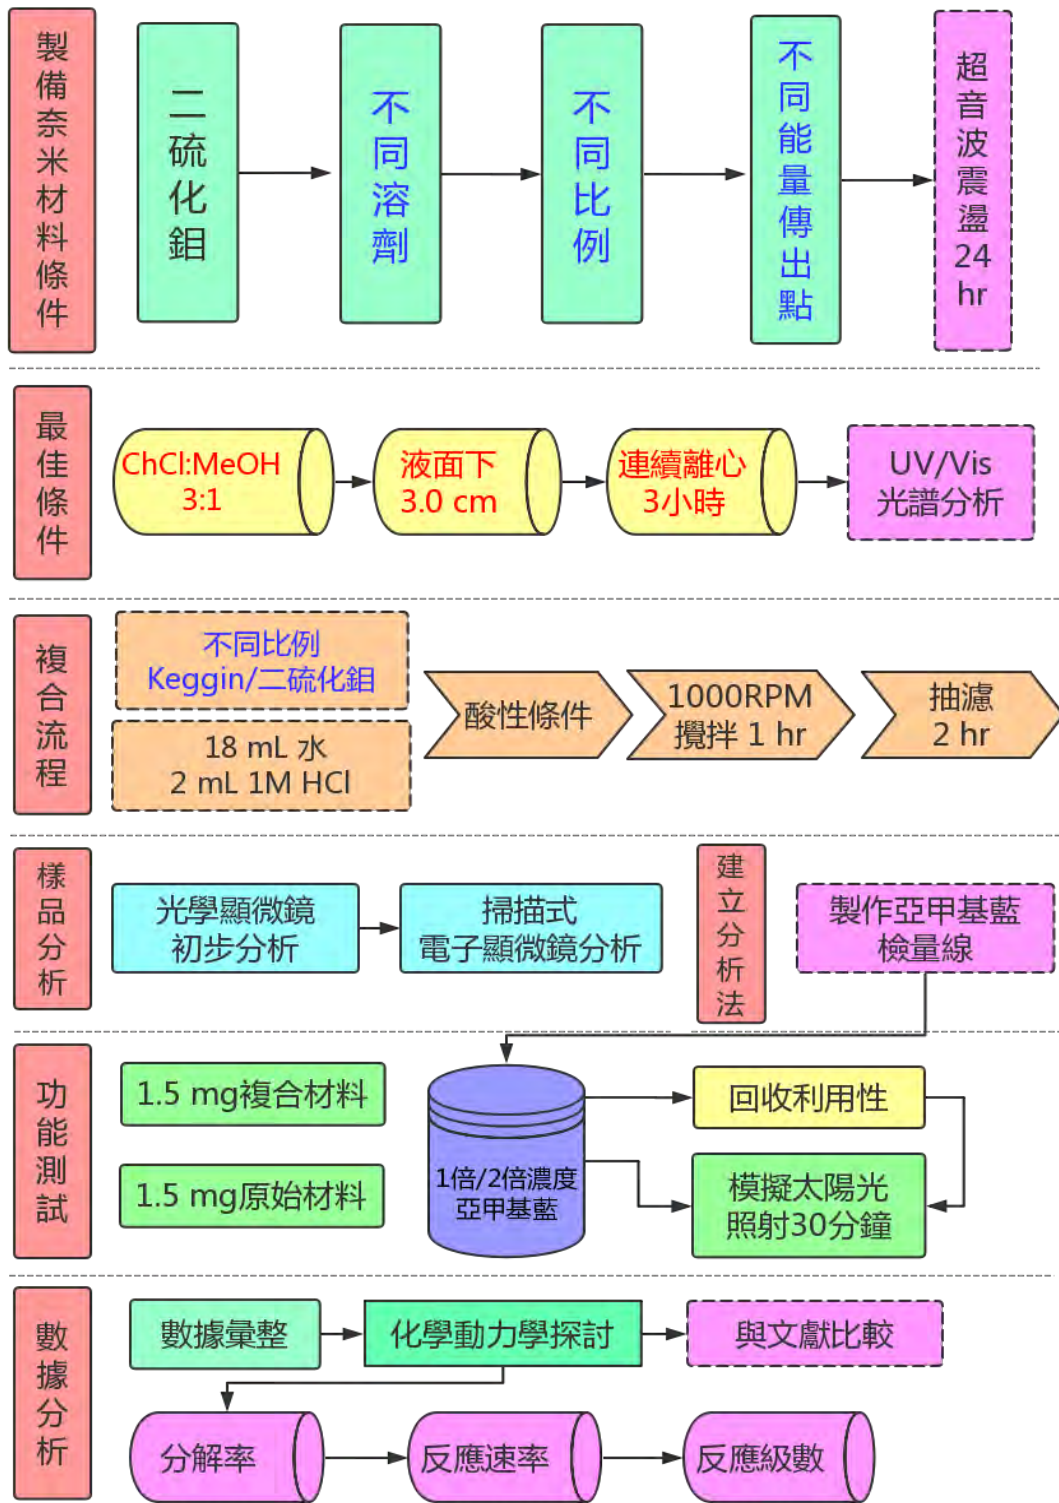 製備奈米材料條件
二硫化鉬
不同溶劑
不同比例
不同能量傳出點
超音波震盪
24
hr
最佳條件
ChCl:MeOH
3:1
液面下
3.0 cm
連續離心
3小時
UV/Vis
光譜分析
複合流程
不同比例
Keggin/二硫化鉬
18 mL 水
2 mL 1M HCl
酸性條件
1000RPM
攪拌 1 hr
抽濾
2 hr
樣品分析
光學顯微鏡
初步分析
掃描式
電子顯微鏡分析
建立分析法
製作亞甲基藍
檢量線
功能測試
1.5 mg複合材料
1.5 mg原始材料
1倍/2倍濃度
亞甲基藍
回收利用性
模擬太陽光
照射30分鐘
數據分析
數據彙整
化學動力學探討
與文獻比較
分解率
反應速率
反應級數